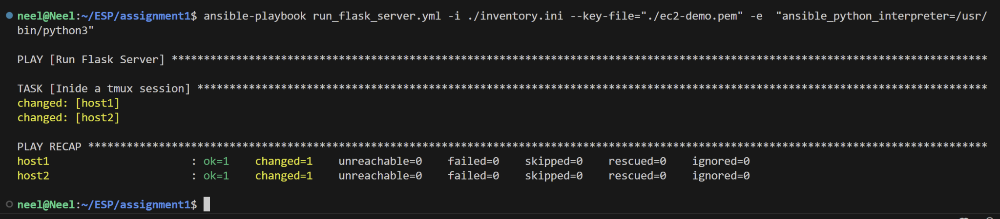 neel@Neel:~/ESP/assignment1$ ansible-playbook run_flask_server.yml -i ./inventory.ini --key-file="./ec2-demo.pem" -e  "ansible_python_interpreter=/usr/
bin/python3"
PLAY [Run Flask Server] *******************************************************************************************************************************
TASK [Inide a tmux session] ***************************************************************************************************************************
changed: [host1]
changed: [host2]
PLAY RECAP ********************************************************************************************************************************************
host1                      : ok=1    changed=1    unreachable=0    failed=0    skipped=0    rescued=0    ignored=0
host2                      : ok=1    changed=1    unreachable=0    failed=0    skipped=0    rescued=0    ignored=0
neel@Neel:~/ESP/assignment1$